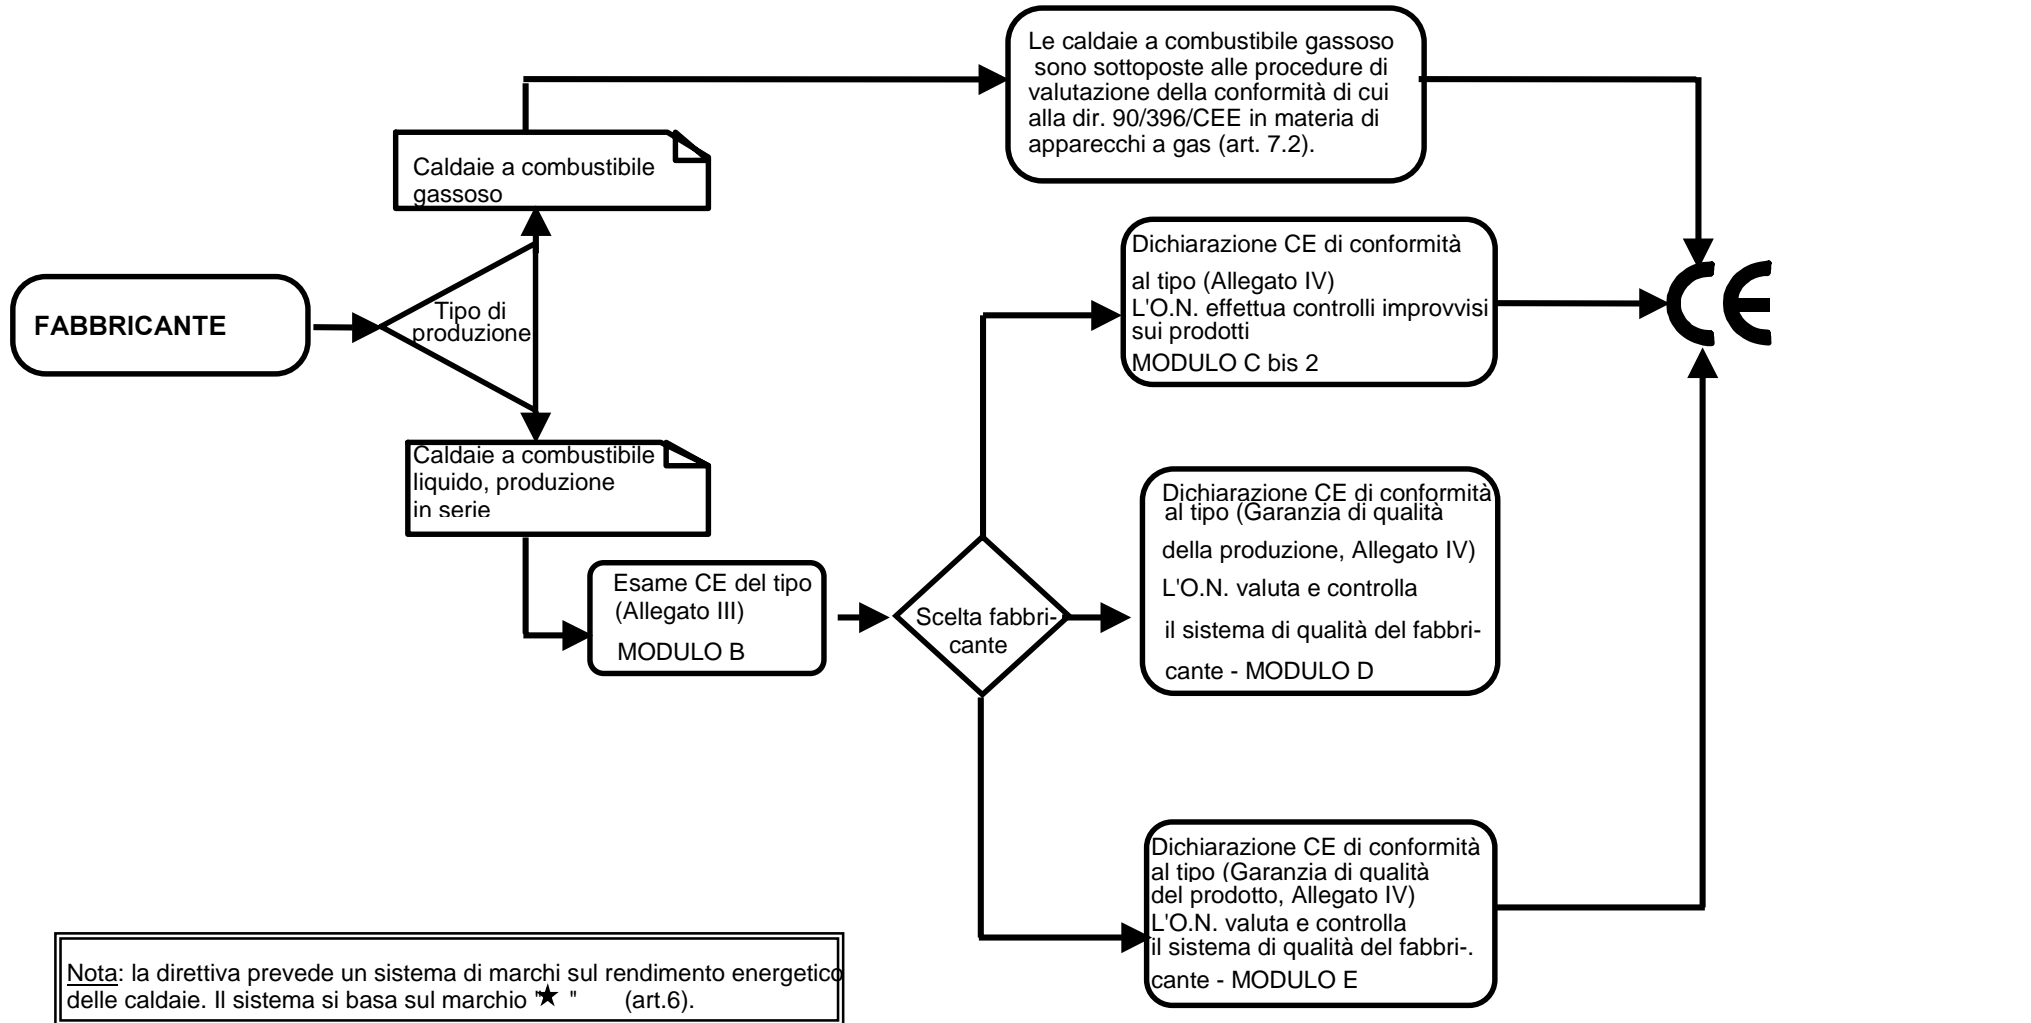 Le caldaie a combustibile gassoso
sono sottoposte alle procedure di
valutazione della conformità di cui
alla dir. 90/396/CEE in materia di
apparecchi a gas (art. 7.2).
Caldaie a combustibile
gassoso
FABBRICANTE
Tipo di
produzione
Caldaie a combustibile
liquido, produzione
in serie
Esame CE del tipo
(Allegato III)
MODULO B
Scelta fabbri-
cante
Dichiarazione CE di conformità
al tipo (Allegato IV)
L'O.N. effettua controlli improvvisi
sui prodotti
MODULO C bis 2
CE
Dichiarazione CE di conformità
al tipo (Garanzia di qualità
della produzione, Allegato IV)
L'O.N. valuta e controlla
il sistema di qualità del fabbri-
cante - MODULO D
Dichiarazione CE di conformità
al tipo (Garanzia di qualità
del prodotto, Allegato IV)
L'O.N. valuta e controlla
il sistema di qualità del fabbri-.
cante - MODULO E
Nota: la direttiva prevede un sistema di marchi sul rendimento energetico
delle caldaie. Il sistema si basa sul marchio "★ " (art.6).